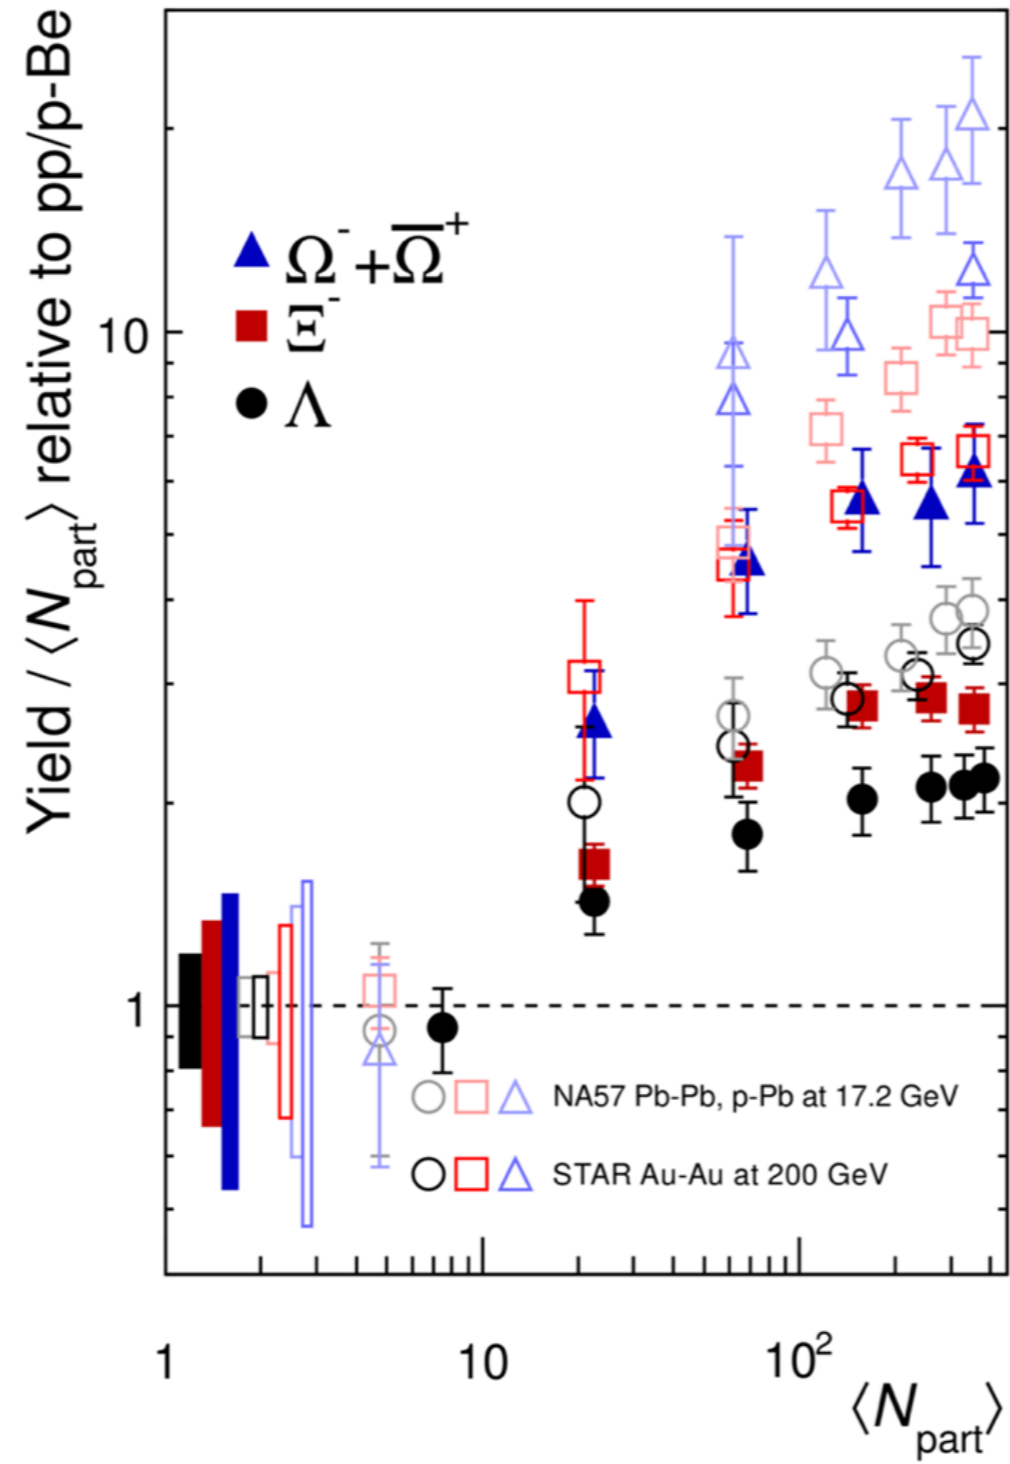 Yield / ⟨N_part⟩ relative to pp/p-Be
Ω⁻+Ω̅⁺
Ξ⁻
Λ
10
1
NA57 Pb-Pb, p-Pb at 17.2 GeV
STAR Au-Au at 200 GeV
1
10
10²
⟨N_part⟩